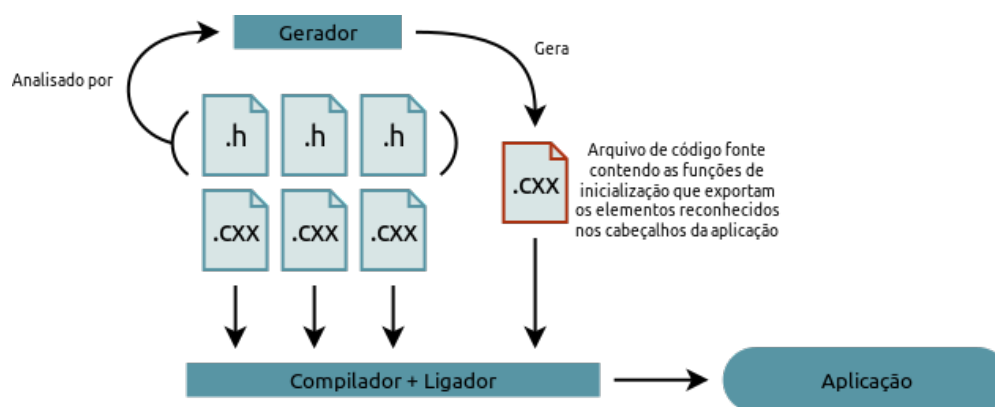 Gerador
Gera
Analisado por
.h
.h
.h
.cxx
.cxx
.cxx
.cxx
Arquivo de código fonte
contendo as funções de
inicialização que exportam
os elementos reconhecidos
nos cabeçalhos da aplicação
Compilador + Ligador
Aplicação